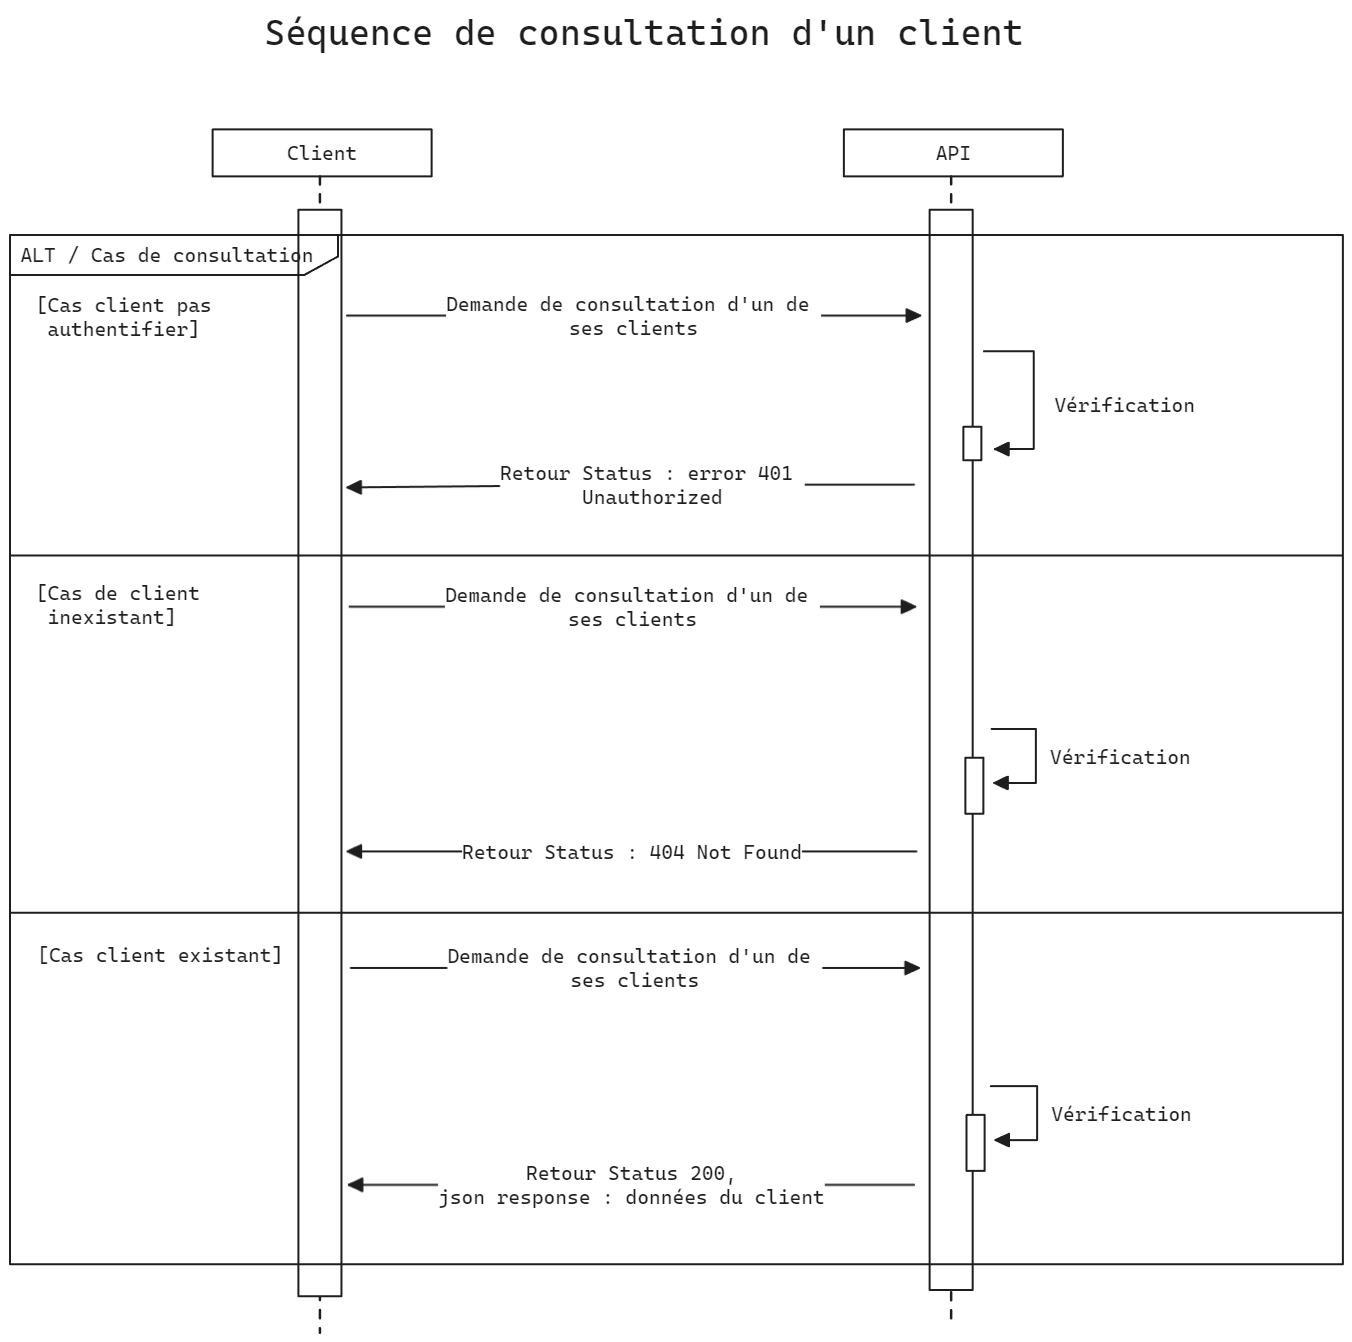 Séquence de consultation d'un client
Client
API
ALT / Cas de consultation
[Cas client pas
authentifier]
Demande de consultation d'un de
ses clients
Vérification
Retour Status : error 401
Unauthorized
[Cas de client
inexistant]
Demande de consultation d'un de
ses clients
Vérification
Retour Status : 404 Not Found
[Cas client existant]
Demande de consultation d'un de
ses clients
Vérification
Retour Status 200,
json response : données du client